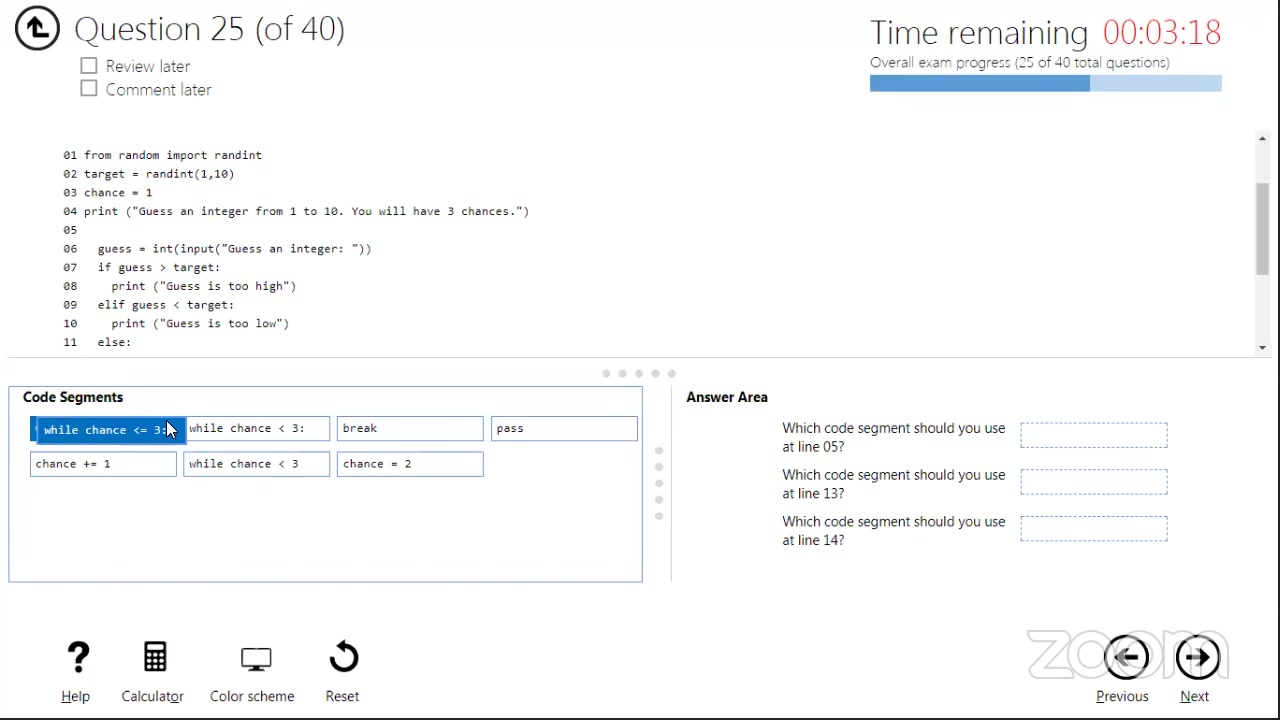 Question 25 (of 40)
Time remaining 00:03:18
Review later
Overall exam progress (25 of 40 total questions)
Comment later
01 from random import randint
02 target = randint(1,10)
03 chance = 1
04 print ("Guess an integer from 1 to 10. You will have 3 chances.")
05
06 guess = int(input("Guess an integer: "))
07 if guess > target:
08 print ("Guess is too high")
09 elif guess < target:
10 print ("Guess is too low")
11 else:
Code Segments
while chance <= 3:
while chance < 3:
break
pass
chance += 1
while chance < 3
chance = 2
Answer Area
Which code segment should you use
at line 05?
Which code segment should you use
at line 13?
Which code segment should you use
at line 14?
zoom
Help
Calculator
Color scheme
Reset
Previous
Next